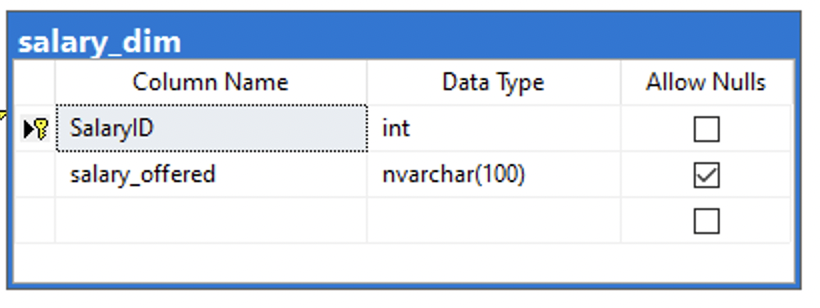 salary_dim
Column Name Data Type Allow Nulls
SalaryID int
salary_offered nvarchar(100)